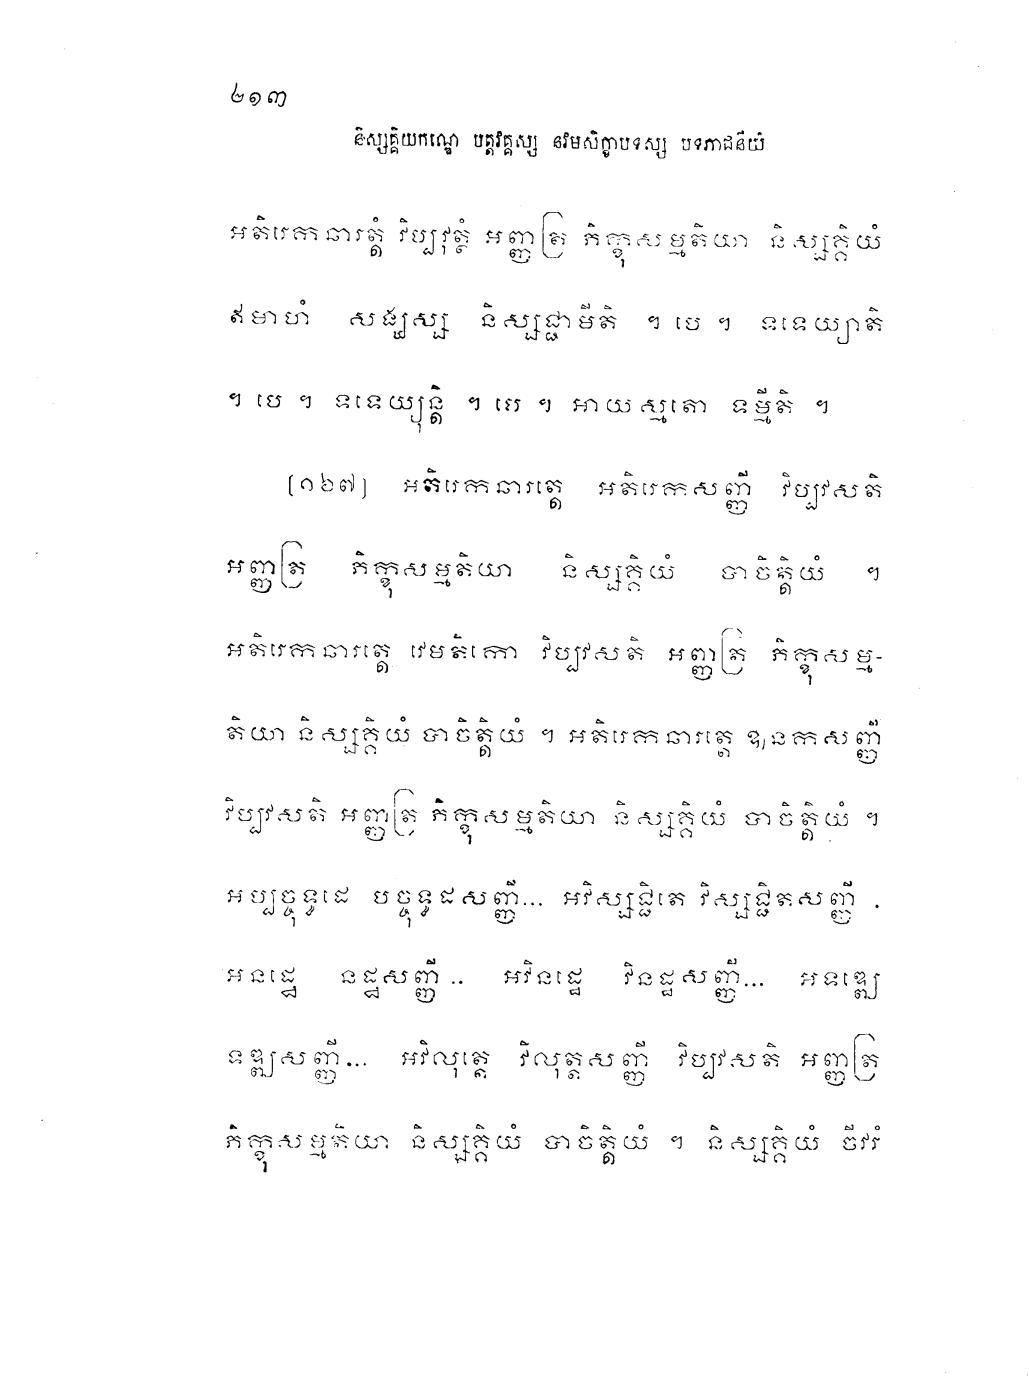 ២១៣
និស្សគ្គិយកណ្ឌេ បត្តវគ្គស្ស នវមសិក្ខាបទស្ស បទភាជនីយំ
អតិរេកឆារត្តំ វិប្បវុត្ថំ អញ្ញត្រ ភិក្ខុសម្មតិយា និស្សគ្គិយំ
ឥមាហំ សង្ឃស្ស និស្សជ្ជាមីតិ ។ បេ ។ ទទេយ្យាតិ
។ បេ ។ ទទេយ្យុន្តិ ។ បេ ។ អាយស្មតោ ទម្មីតិ ។
[១៦៧] អតិរេកឆារត្តេ អតិរេកសញ្ញី វិប្បវសតិ
អញ្ញត្រ ភិក្ខុសម្មតិយា និស្សគ្គិយំ បាចិត្តិយំ ។
អតិរេកឆារត្តេ វេមតិកោ វិប្បវសតិ អញ្ញត្រ ភិក្ខុសម្ម-
តិយា និស្សគ្គិយំ បាចិត្តិយំ ។ អតិរេកឆារត្តេ ឩនកសញ្ញី
វិប្បវសតិ អញ្ញត្រ ភិក្ខុសម្មតិយា និស្សគ្គិយំ បាចិត្តិយំ ។
អប្បច្ចុទ្ធដេ បច្ចុទ្ធដសញ្ញី... អវិស្សជ្ជិតេ វិស្សជ្ជិតសញ្ញី .
អនដ្ឋេ នដ្ឋសញ្ញី .. អវិនដ្ឋេ វិនដ្ឋសញ្ញី... អទឌ្ឍេ
ទឌ្ឍសញ្ញី... អវិលុត្តេ វិលុត្តសញ្ញី វិប្បវសតិ អញ្ញត្រ
ភិក្ខុសម្មតិយា និស្សគ្គិយំ បាចិត្តិយំ ។ និស្សគ្គិយំ ចីវរំ